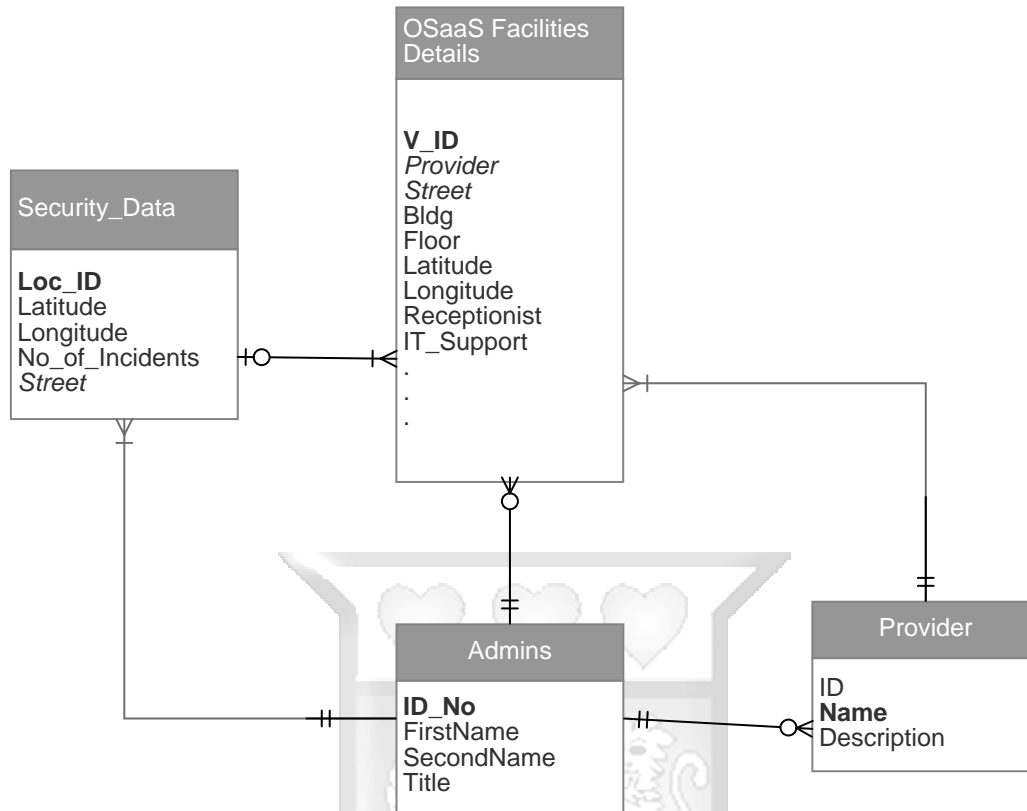 OSaaS Facilities
Details
V_ID
Provider
Street
Bldg
Floor
Latitude
Longitude
Receptionist
IT_Support
.
.
.
Security_Data
Loc_ID
Latitude
Longitude
No_of_Incidents
Street
Admins
ID_No
FirstName
SecondName
Title
Provider
ID
Name
Description